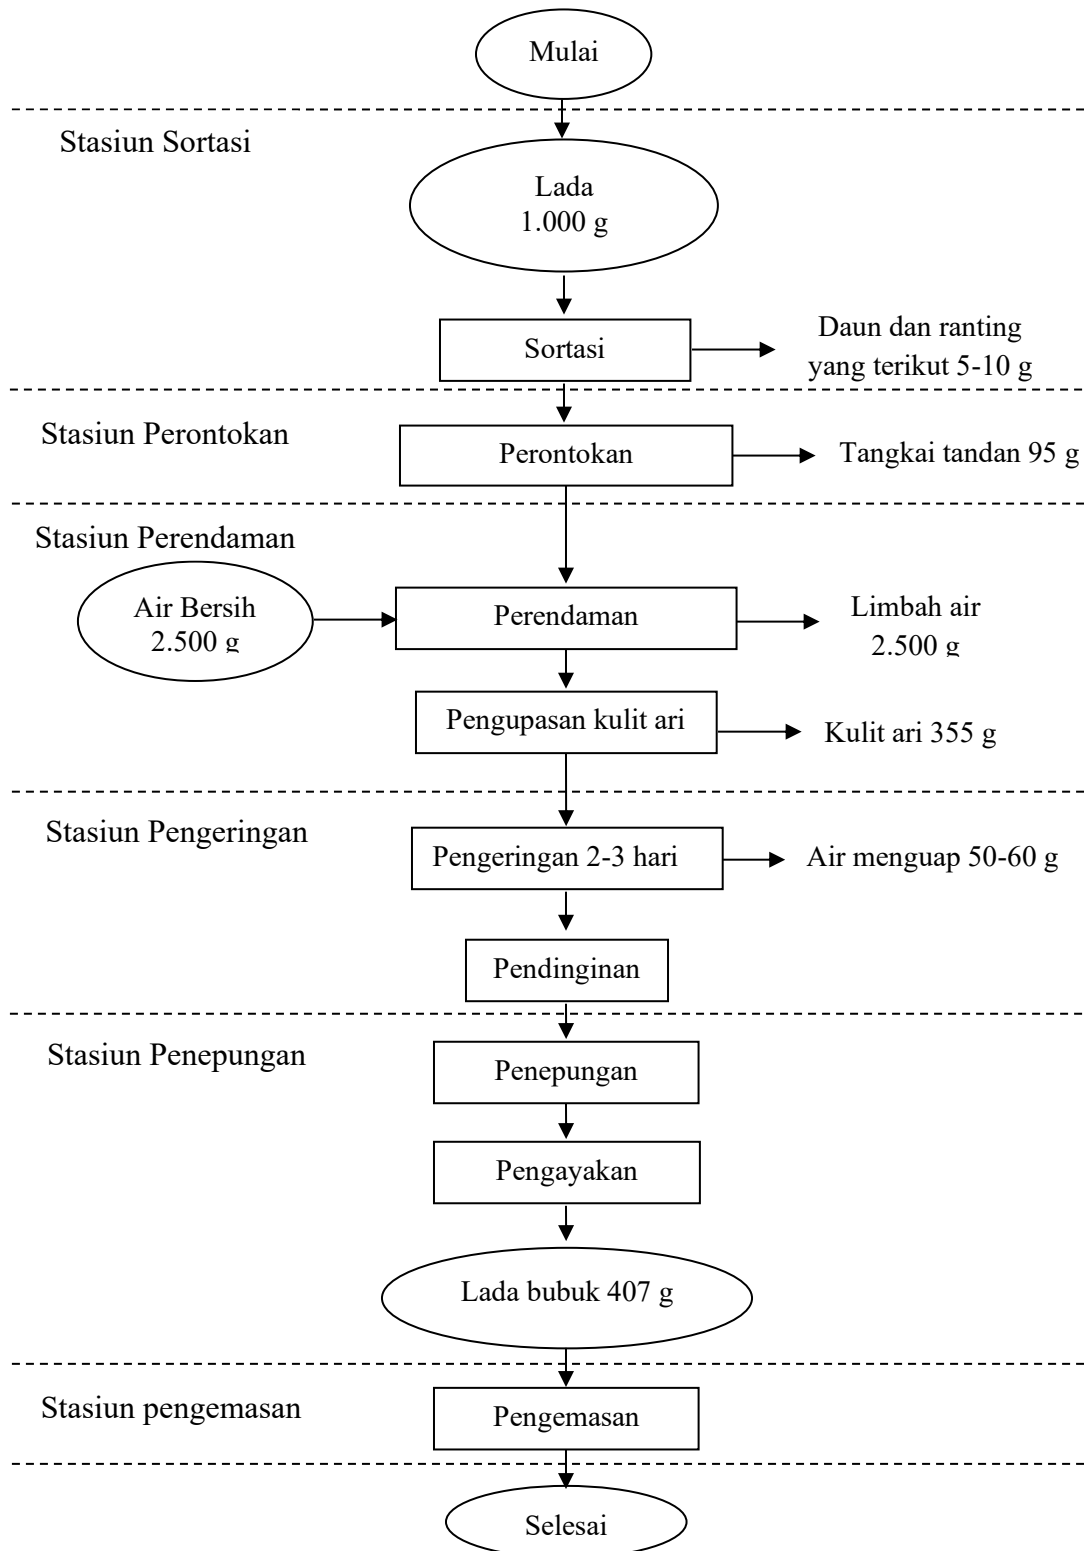 Mulai
Stasiun Sortasi
Lada
1.000 g
Sortasi
Daun dan ranting
yang terikut 5-10 g
Stasiun Perontokan
Perontokan
Tangkai tandan 95 g
Stasiun Perendaman
Air Bersih
2.500 g
Perendaman
Limbah air
2.500 g
Pengupasan kulit ari
Kulit ari 355 g
Stasiun Pengeringan
Pengeringan 2-3 hari
Air menguap 50-60 g
Pendinginan
Stasiun Penepungan
Penepungan
Pengayakan
Lada bubuk 407 g
Stasiun pengemasan
Pengemasan
Selesai